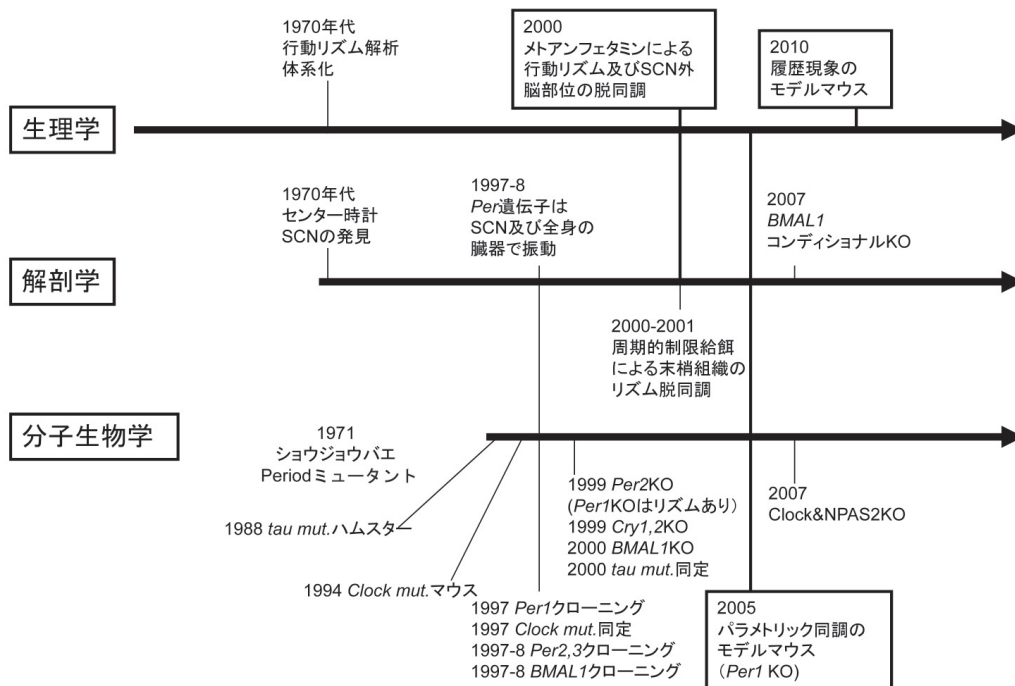 1970年代
行動リズム解析
体系化
2000
メトアンフェタミンによる
行動リズム及びSCN外
脳部位の脱同調
2010
履歴現象の
モデルマウス
生理学
1970年代
センター時計
SCNの発見
1997-8
Per遺伝子は
SCN及び全身の
臓器で振動
2007
BMAL1
コンディショナルKO
解剖学
2000-2001
周期的制限給餌
による末梢組織の
リズム脱同調
分子生物学
1971
ショウジョウバエ
Periodミュータント
1988 tau mut.ハムスター
1994 Clock mut.マウス
1999 Per2KO
(Per1KOはリズムあり)
1999 Cry1,2KO
2000 BMAL1KO
2000 tau mut.同定
2007
Clock&NPAS2KO
1997 Per1クローニング
1997 Clock mut.同定
1997-8 Per2,3クローニング
1997-8 BMAL1クローニング
2005
パラメトリック同調の
モデルマウス
(Per1 KO)